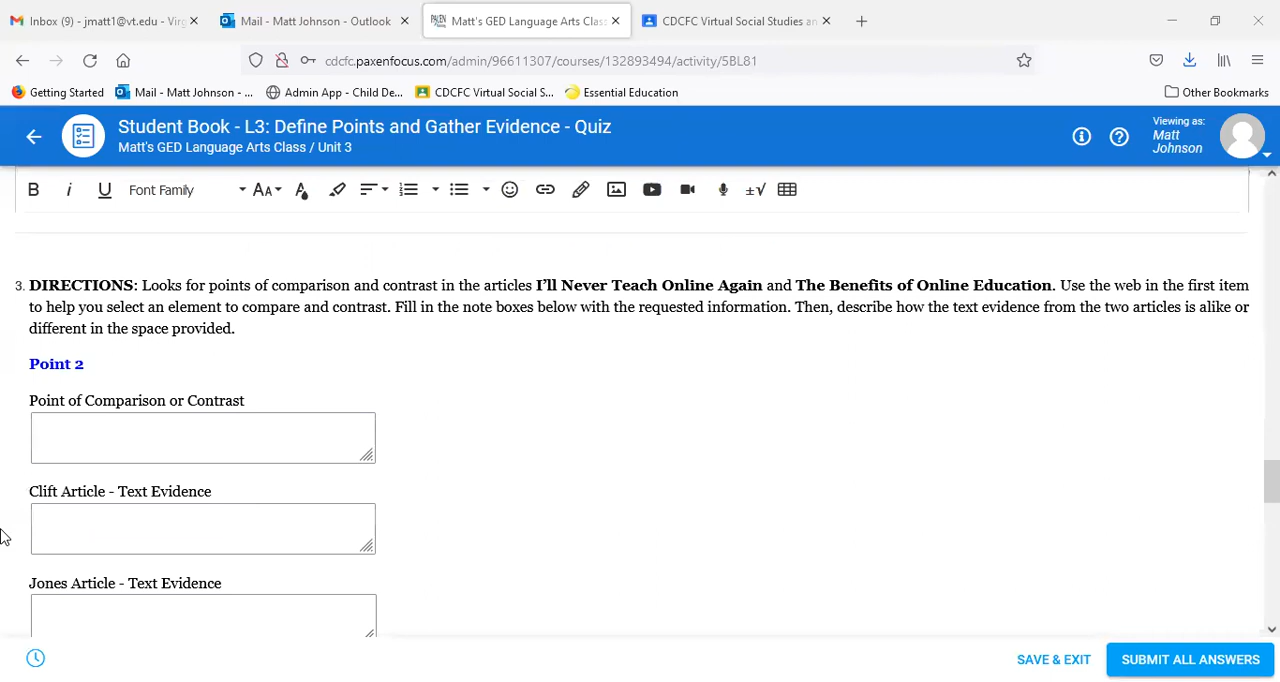 Inbox (9) - jmatt1@vt.edu - Virg
Mail - Matt Johnson - Outlook
PAXEN Matt's GED Language Arts Clas
CDCFC Virtual Social Studies an
cdcfc.paxenfocus.com/admin/96611307/courses/132893494/activity/5BL81
Getting Started
Mail - Matt Johnson - ...
Admin App - Child De...
CDCFC Virtual Social S...
Essential Education
Other Bookmarks
Student Book - L3: Define Points and Gather Evidence - Quiz
Matt's GED Language Arts Class / Unit 3
Viewing as:
Matt
Johnson
B i U Font Family AA A ±√
3. DIRECTIONS: Looks for points of comparison and contrast in the articles I'll Never Teach Online Again and The Benefits of Online Education. Use the web in the first item
to help you select an element to compare and contrast. Fill in the note boxes below with the requested information. Then, describe how the text evidence from the two articles is alike or
different in the space provided.
Point 2
Point of Comparison or Contrast
Clift Article - Text Evidence
Jones Article - Text Evidence
SAVE & EXIT
SUBMIT ALL ANSWERS